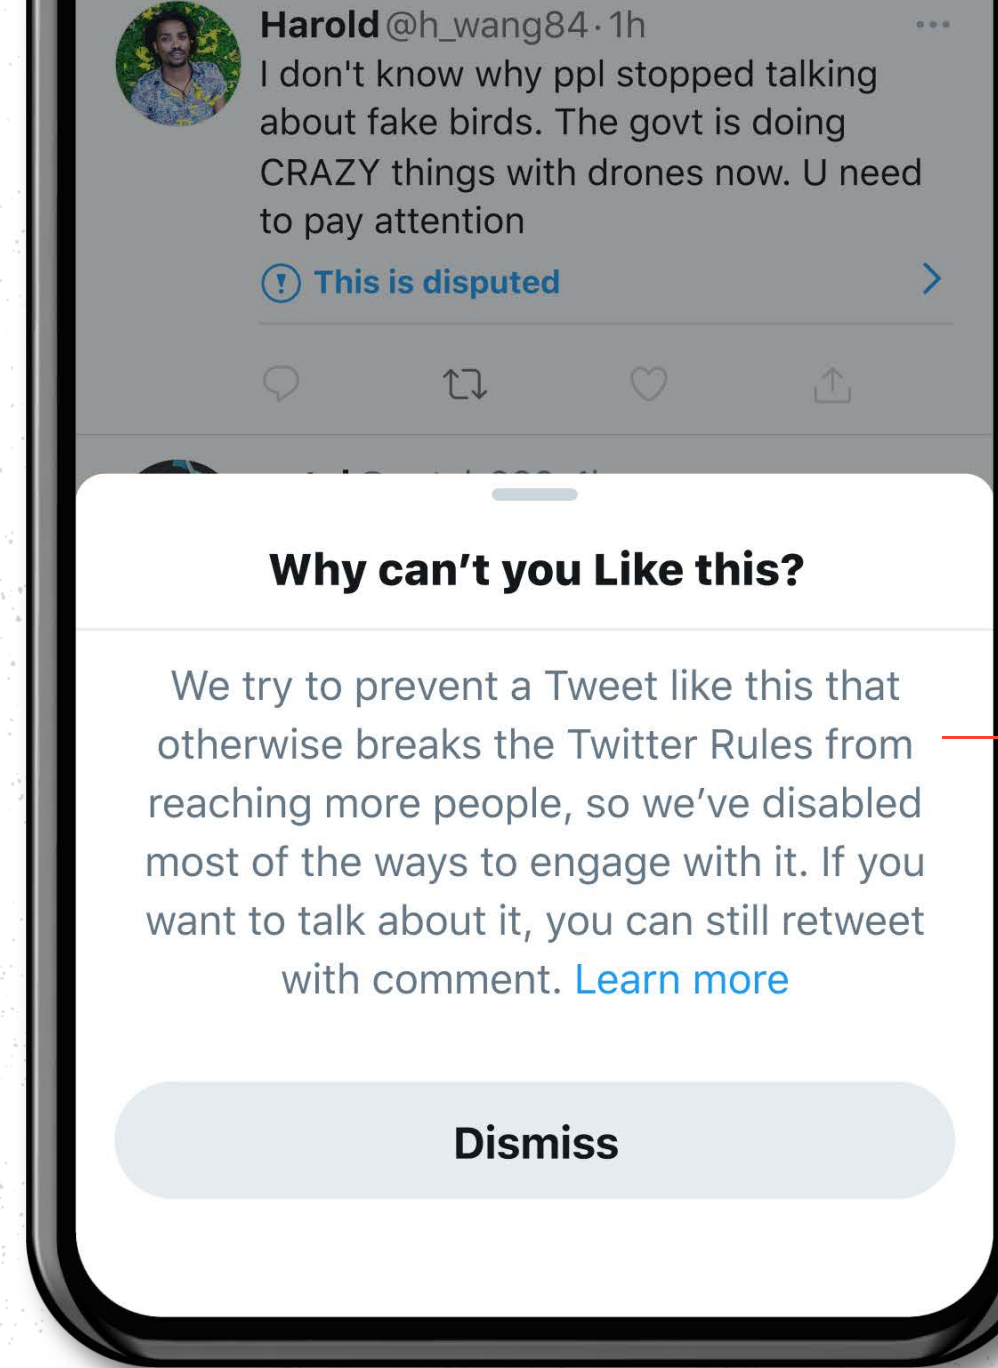 Harold @h_wang84 · 1h
I don't know why ppl stopped talking
about fake birds. The govt is doing
CRAZY things with drones now. U need
to pay attention
This is disputed
Why can’t you Like this?
We try to prevent a Tweet like this that
otherwise breaks the Twitter Rules from
reaching more people, so we’ve disabled
most of the ways to engage with it. If you
want to talk about it, you can still retweet
with comment. Learn more
Dismiss